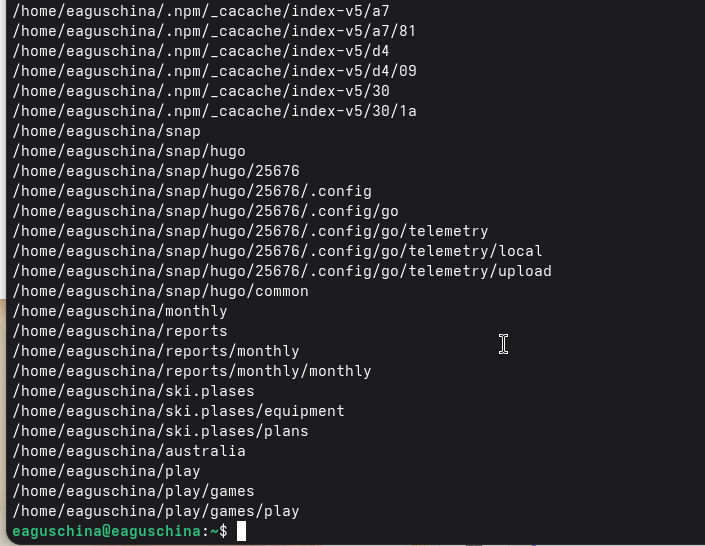 /home/eaguschina/.npm/_cacache/index-v5/a7
/home/eaguschina/.npm/_cacache/index-v5/a7/81
/home/eaguschina/.npm/_cacache/index-v5/d4
/home/eaguschina/.npm/_cacache/index-v5/d4/09
/home/eaguschina/.npm/_cacache/index-v5/30
/home/eaguschina/.npm/_cacache/index-v5/30/1a
/home/eaguschina/snap
/home/eaguschina/snap/hugo
/home/eaguschina/snap/hugo/25676
/home/eaguschina/snap/hugo/25676/.config
/home/eaguschina/snap/hugo/25676/.config/go
/home/eaguschina/snap/hugo/25676/.config/go/telemetry
/home/eaguschina/snap/hugo/25676/.config/go/telemetry/local
/home/eaguschina/snap/hugo/25676/.config/go/telemetry/upload
/home/eaguschina/snap/hugo/common
/home/eaguschina/monthly
/home/eaguschina/reports
/home/eaguschina/reports/monthly
/home/eaguschina/reports/monthly/monthly
/home/eaguschina/ski.plases
/home/eaguschina/ski.plases/equipment
/home/eaguschina/ski.plases/plans
/home/eaguschina/australia
/home/eaguschina/play
/home/eaguschina/play/games
/home/eaguschina/play/games/play
eaguschina@eaguschina:~$